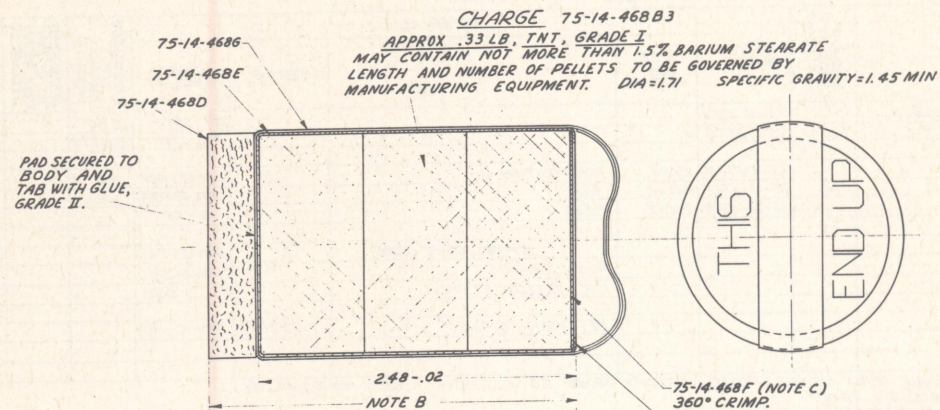 CHARGE 75-14-468B3
APPROX .33 LB, TNT, GRADE I
MAY CONTAIN NOT MORE THAN 1.5% BARIUM STEARATE
LENGTH AND NUMBER OF PELLETS TO BE GOVERNED BY
MANUFACTURING EQUIPMENT. DIA=1.71 SPECIFIC GRAVITY=1.45 MIN
75-14-468G
75-14-468E
75-14-468D
PAD SECURED TO
BODY AND
TAB WITH GLUE,
GRADE II.
THIS
END UP
2.48-.02
NOTE B
75-14-468F (NOTE C)
360° CRIMP.